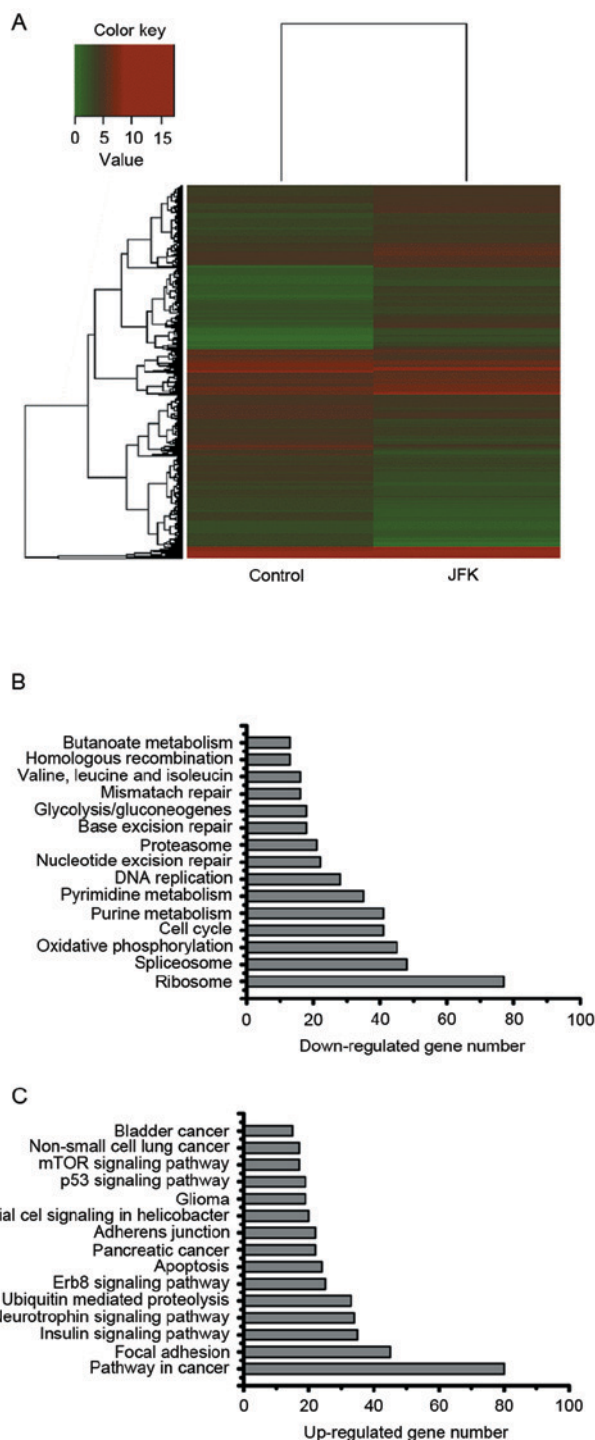 A
Color key
0 5 10 15
Value
Control JFK
B
Butanoate metabolism
Homologous recombination
Valine, leucine and isoleucin
Mismatach repair
Glycolysis/gluconeogenes
Base excision repair
Proteasome
Nucleotide excision repair
DNA replication
Pyrimidine metabolism
Purine metabolism
Cell cycle
Oxidative phosphorylation
Spliceosome
Ribosome
0 20 40 60 80 100
Down-regulated gene number
C
Bladder cancer
Non-small cell lung cancer
mTOR signaling pathway
p53 signaling pathway
Glioma
ial cel signaling in helicobacter
Adherens junction
Pancreatic cancer
Apoptosis
Erb8 signaling pathway
Ubiquitin mediated proteolysis
eurotrophin signaling pathway
Insulin signaling pathway
Focal adhesion
Pathway in cancer
0 20 40 60 80 100
Up-regulated gene number